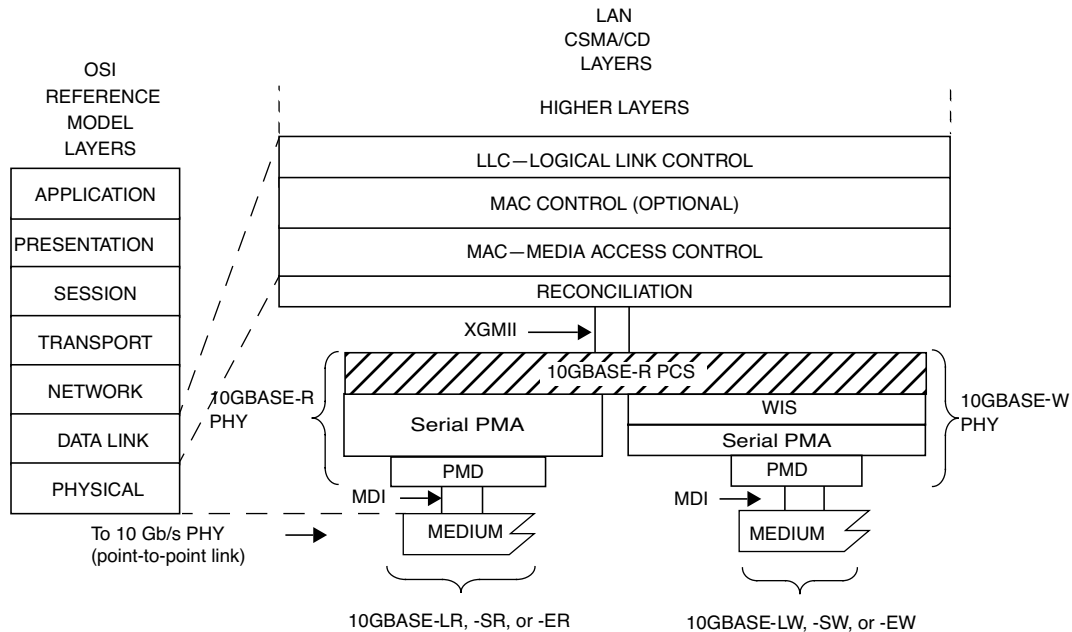 LAN
CSMA/CD
LAYERS
OSI
REFERENCE
MODEL
LAYERS
HIGHER LAYERS
LLC—LOGICAL LINK CONTROL
MAC CONTROL (OPTIONAL)
MAC—MEDIA ACCESS CONTROL
RECONCILIATION
APPLICATION
PRESENTATION
SESSION
TRANSPORT
NETWORK
DATA LINK
PHYSICAL
XGMII
10GBASE-R PCS
10GBASE-R
PHY
Serial PMA
WIS
Serial PMA
10GBASE-W
PHY
PMD
PMD
MDI
MDI
MEDIUM
MEDIUM
To 10 Gb/s PHY
(point-to-point link)
10GBASE-LR, -SR, or -ER
10GBASE-LW, -SW, or -EW